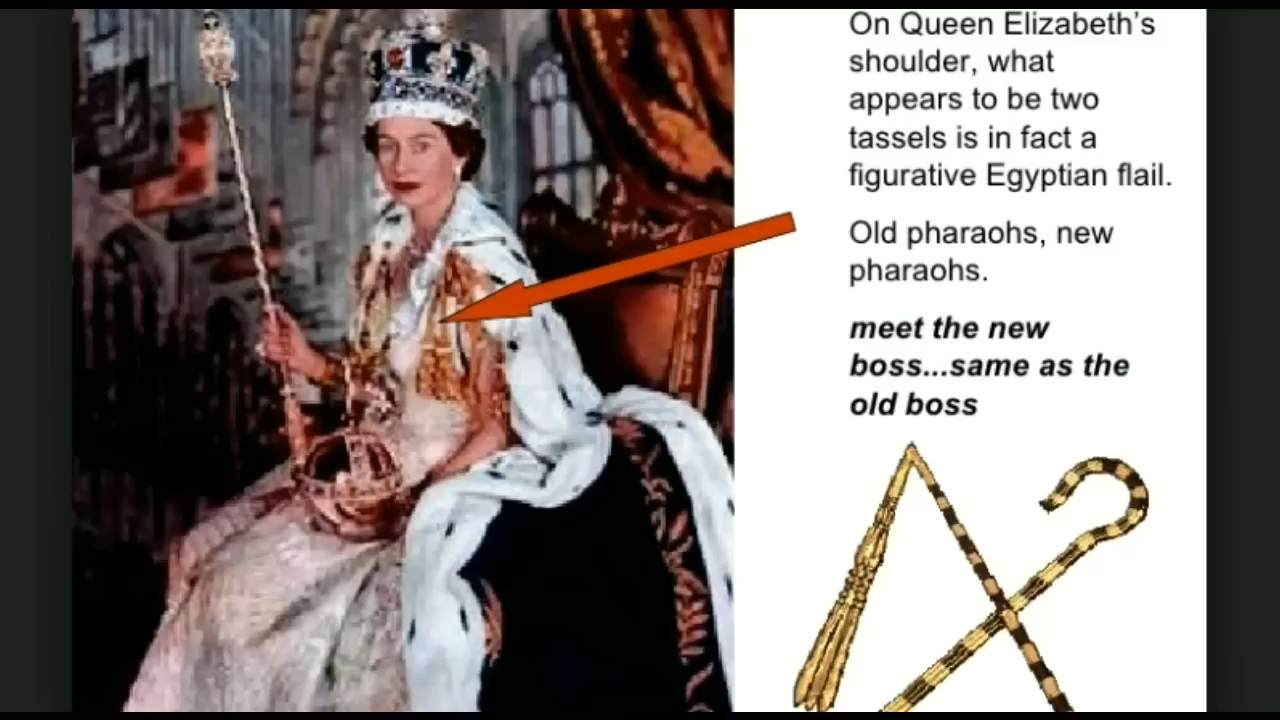 On Queen Elizabeth's
shoulder, what
appears to be two
tassels is in fact a
figurative Egyptian flail.
Old pharaohs, new
pharaohs.
meet the new
boss...same as the
old boss